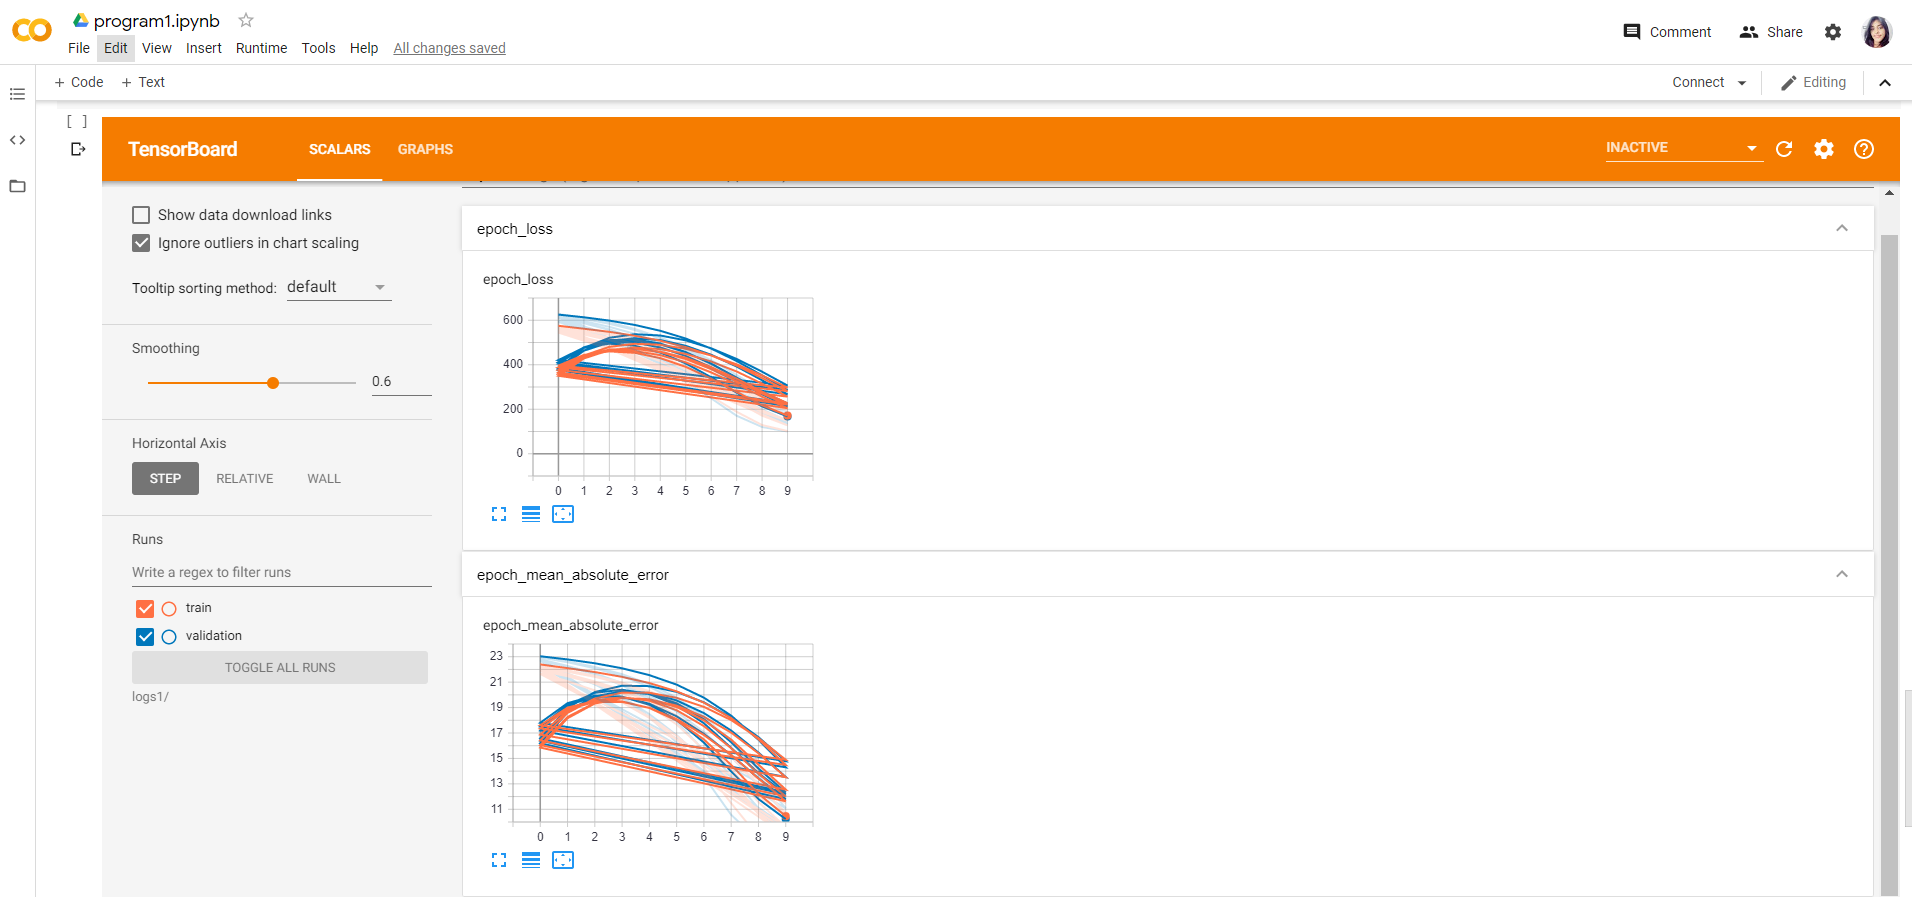 program1.ipynb
File Edit View Insert Runtime Tools Help All changes saved
Comment Share
+ Code + Text
Connect Editing
[ ]
TensorBoard SCALARS GRAPHS INACTIVE
Show data download links
Ignore outliers in chart scaling
Tooltip sorting method: default
Smoothing
0.6
Horizontal Axis
STEP RELATIVE WALL
Runs
Write a regex to filter runs
train
validation
TOGGLE ALL RUNS
logs1/
epoch_loss
epoch_loss
600
400
200
0
0 1 2 3 4 5 6 7 8 9
epoch_mean_absolute_error
epoch_mean_absolute_error
23
21
19
17
15
13
11
0 1 2 3 4 5 6 7 8 9